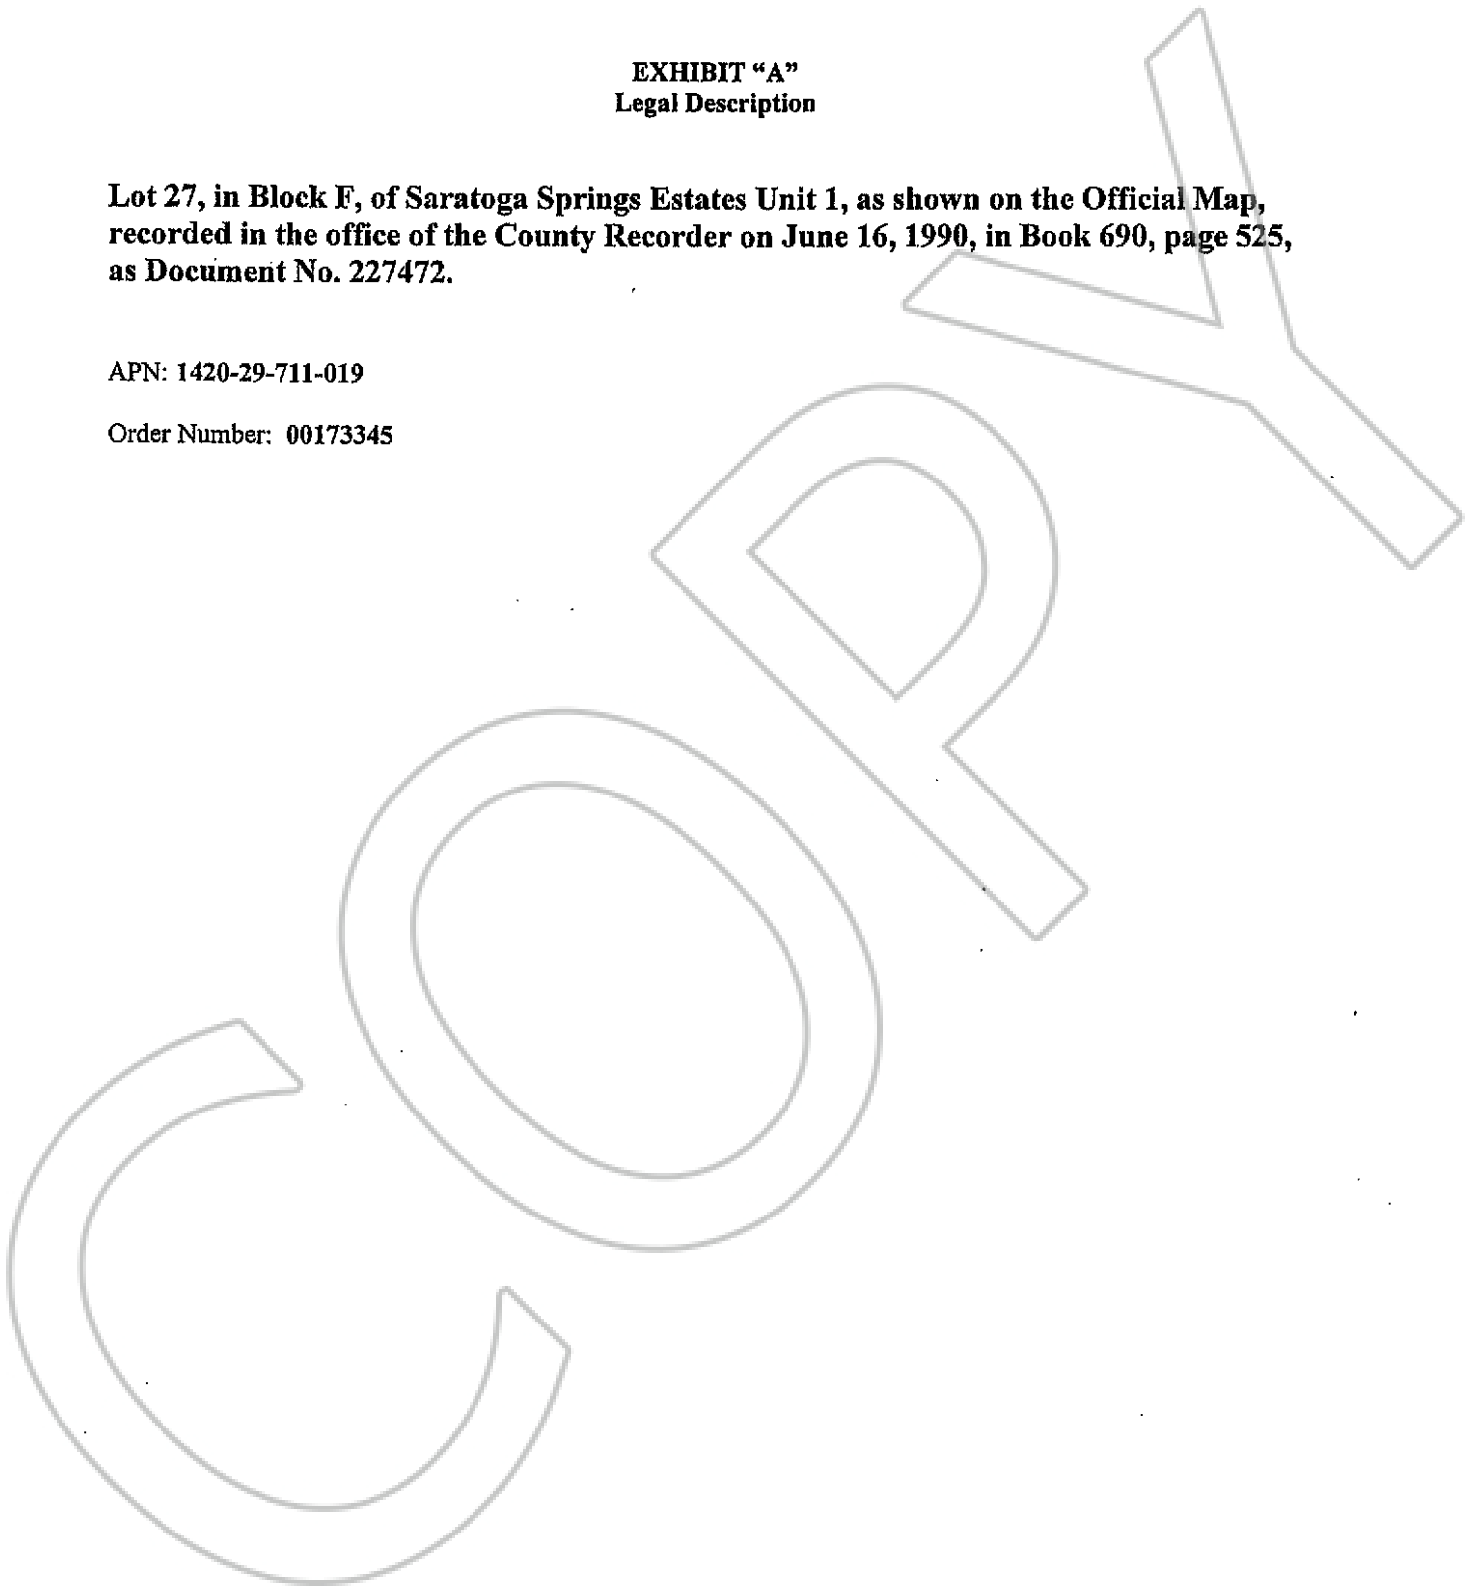 EXHIBIT “A”
Legal Description
Lot 27, in Block F, of Saratoga Springs Estates Unit 1, as shown on the Official Map,
recorded in the office of the County Recorder on June 16, 1990, in Book 690, page 525,
as Document No. 227472.
APN: 1420-29-711-019
Order Number: 00173345
COPY